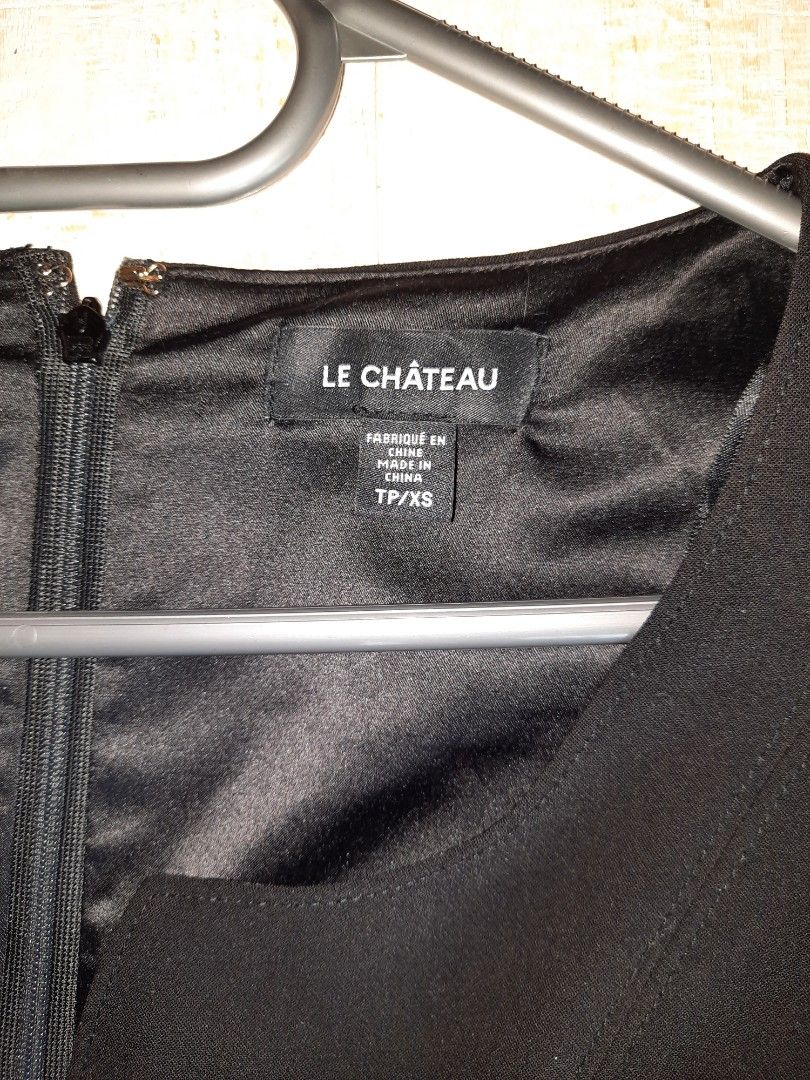 LE CHÂTEAU
FABRIQUÉ EN
CHINE
MADE IN
CHINA
TP/XS